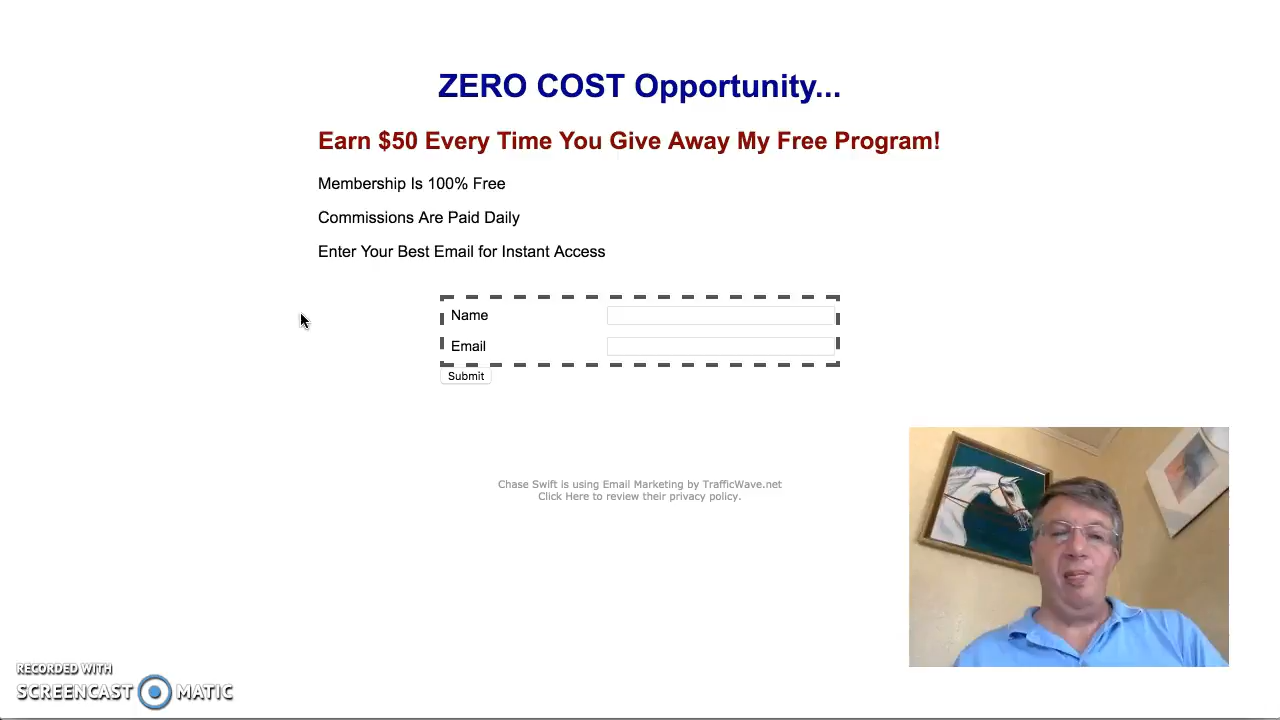 ZERO COST Opportunity...
Earn $50 Every Time You Give Away My Free Program!
Membership Is 100% Free
Commissions Are Paid Daily
Enter Your Best Email for Instant Access
Name
Email
Submit
Chase Swift is using Email Marketing by TrafficWave.net
Click Here to review their privacy policy.
RECORDED WITH
SCREENCAST MATIC